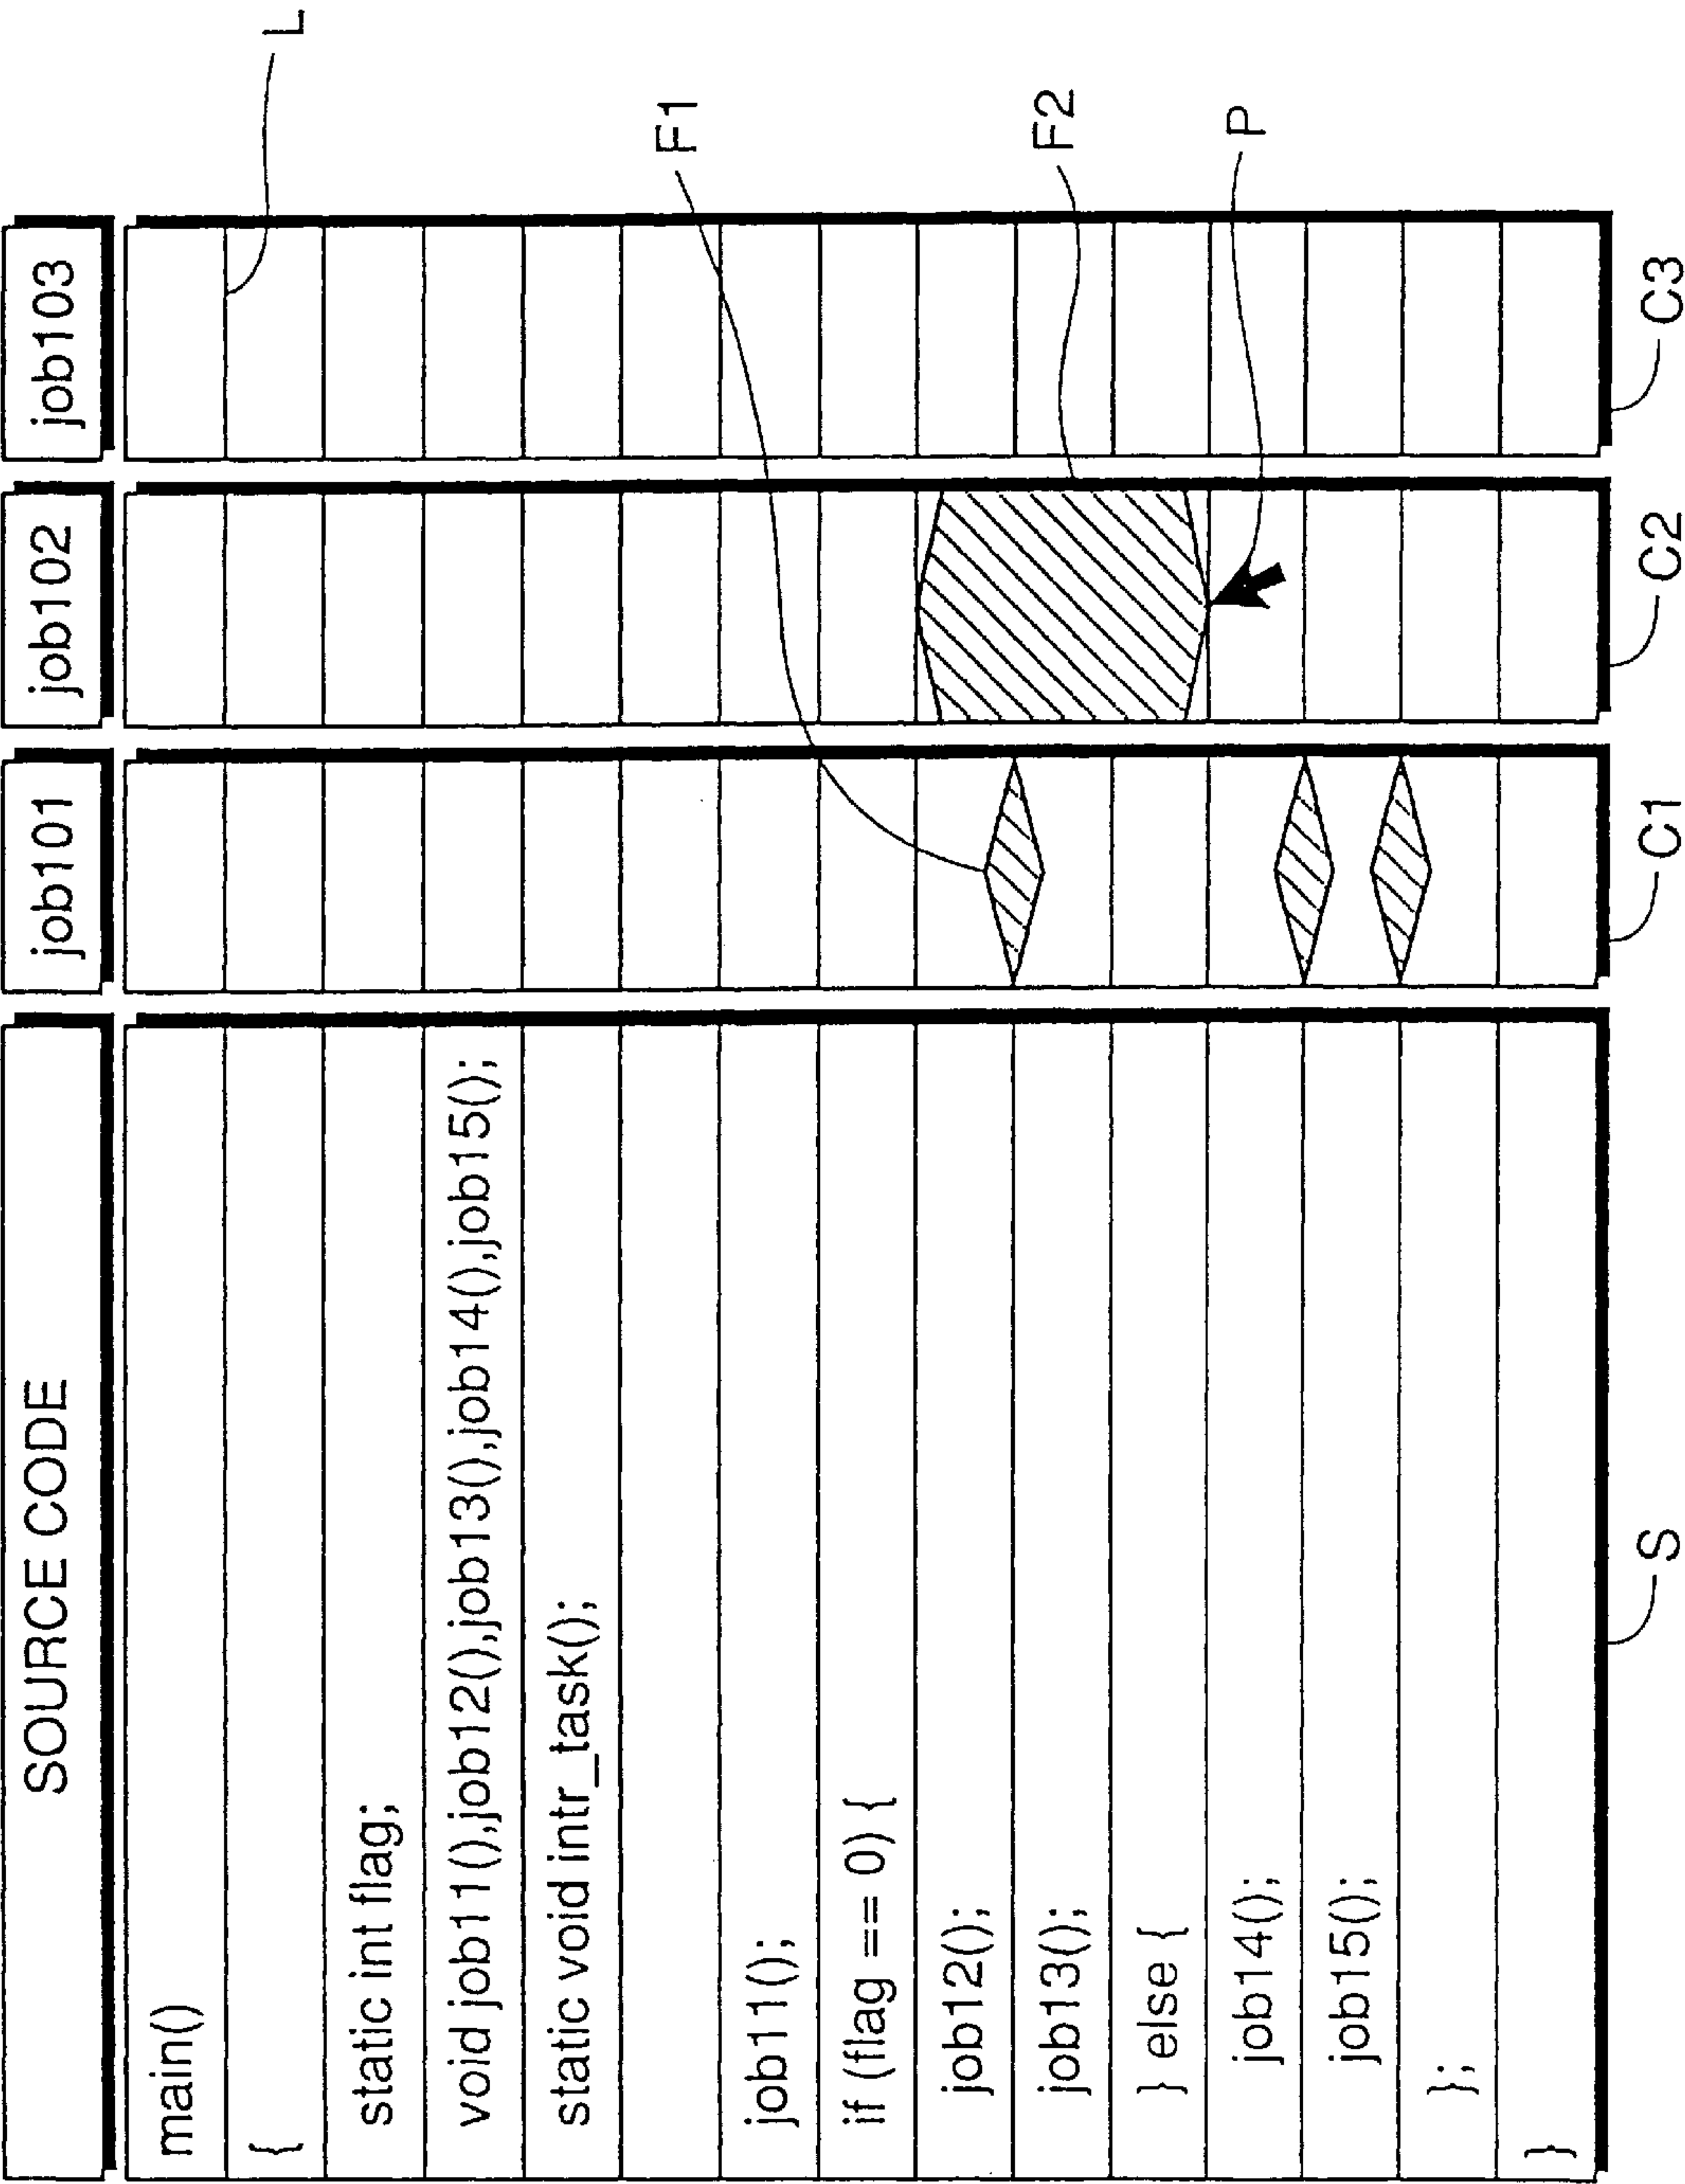 SOURCE CODE
job101
job102
job103
main()
{
static int flag;
void job11(),job12(),job13(),job14(),job15();
static void intr_task();
job11();
if (flag == 0) {
job12();
job13();
} else {
job14();
job15();
};
}
L
F1
F2
P
S
C1
C2
C3